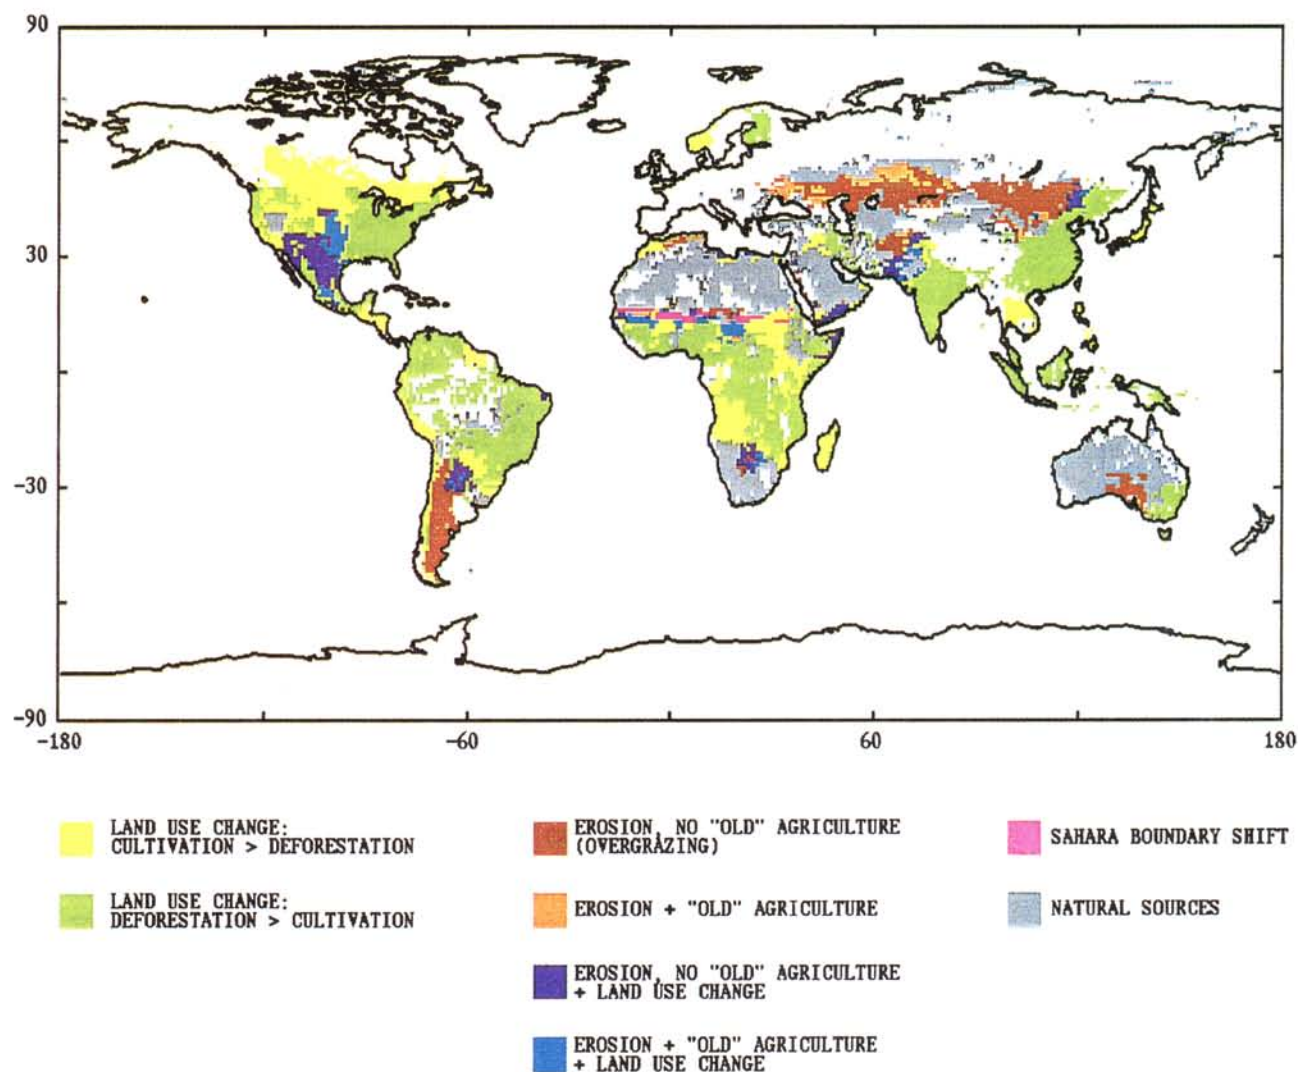 90
30
-30
-90
-180
-60
60
180
LAND USE CHANGE:
CULTIVATION > DEFORESTATION
LAND USE CHANGE:
DEFORESTATION > CULTIVATION
EROSION, NO "OLD" AGRICULTURE
(OVERGRAZING)
EROSION + "OLD" AGRICULTURE
EROSION, NO "OLD" AGRICULTURE
+ LAND USE CHANGE
EROSION + "OLD" AGRICULTURE
+ LAND USE CHANGE
SAHARA BOUNDARY SHIFT
NATURAL SOURCES